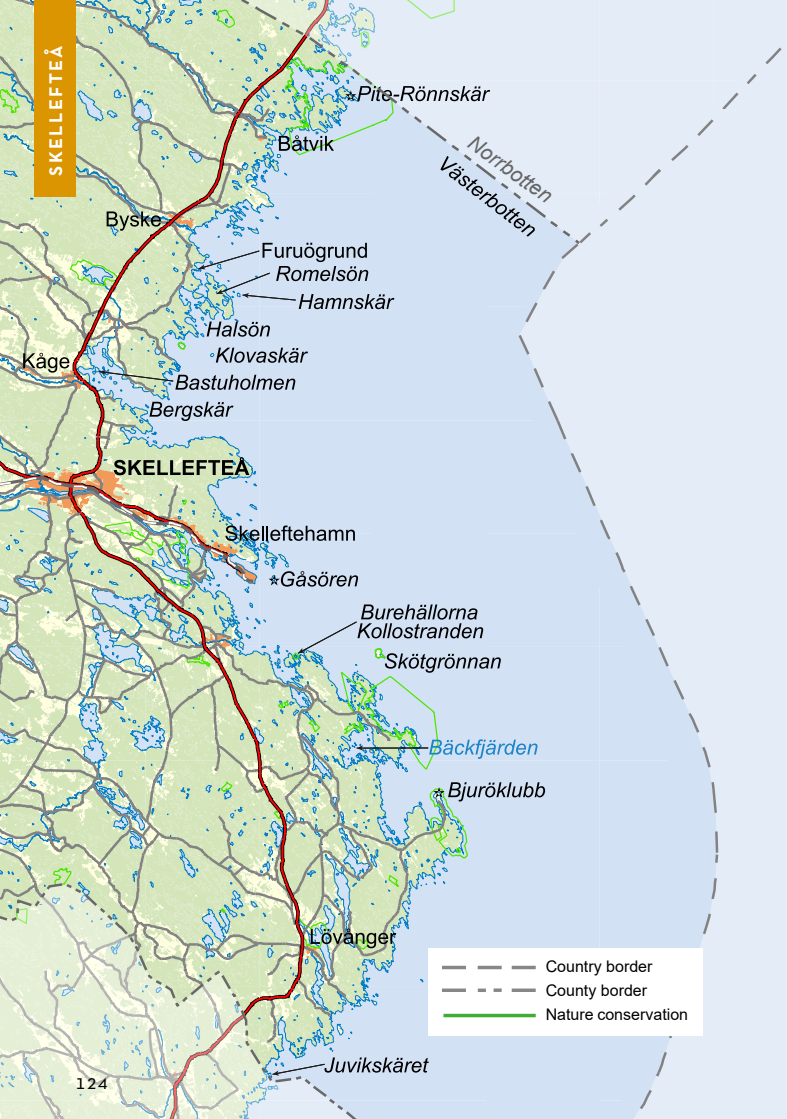 SKELLEFTEÅ
Pite-Rönnskär
Båtvik
Norrbotten
Västerbotten
Byske
Furuögrund
Romelsön
Hamnskär
Halsön
Klovaskär
Kåge
Bastuholmen
Bergskär
SKELLEFTEÅ
Skelleftehamn
Gåsören
Burehällorna
Kollostranden
Skötgrönnan
Bäckfjärden
Bjuröklubb
Lövånger
Country border
County border
Nature conservation
Juvikskäret
124